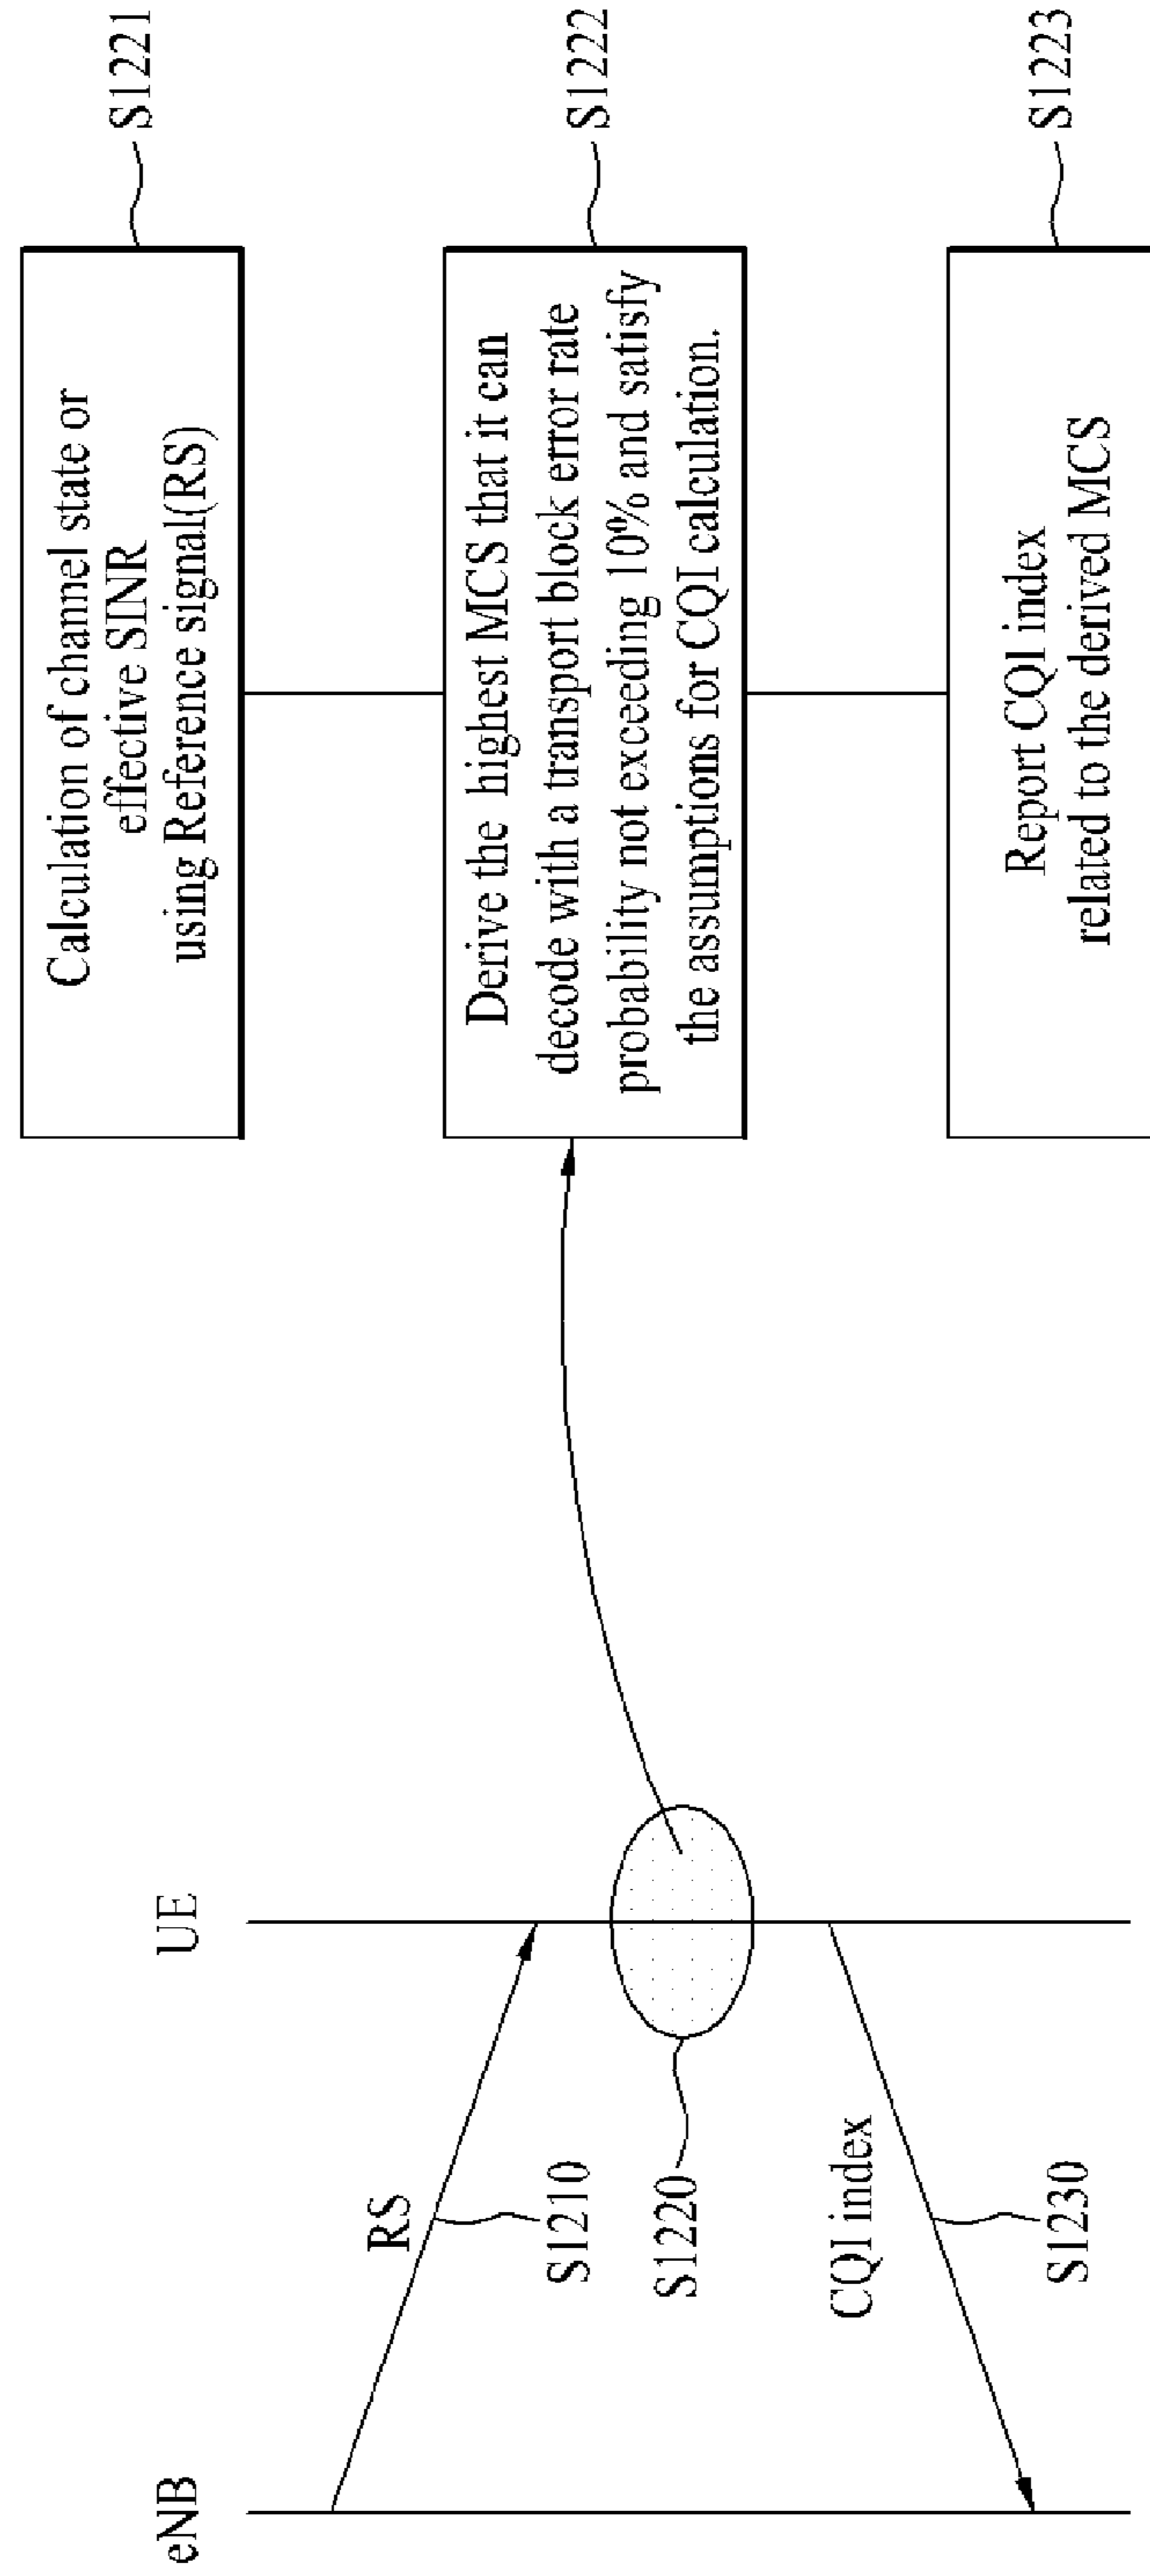 eNB
UE
RS
S1210
S1220
CQI index
S1230
Calculation of channel state or
effective SINR
using Reference signal(RS)
S1221
Derive the highest MCS that it can
decode with a transport block error rate
probability not exceeding 10% and satisfy
the assumptions for CQI calculation.
S1222
Report CQI index
related to the derived MCS
S1223